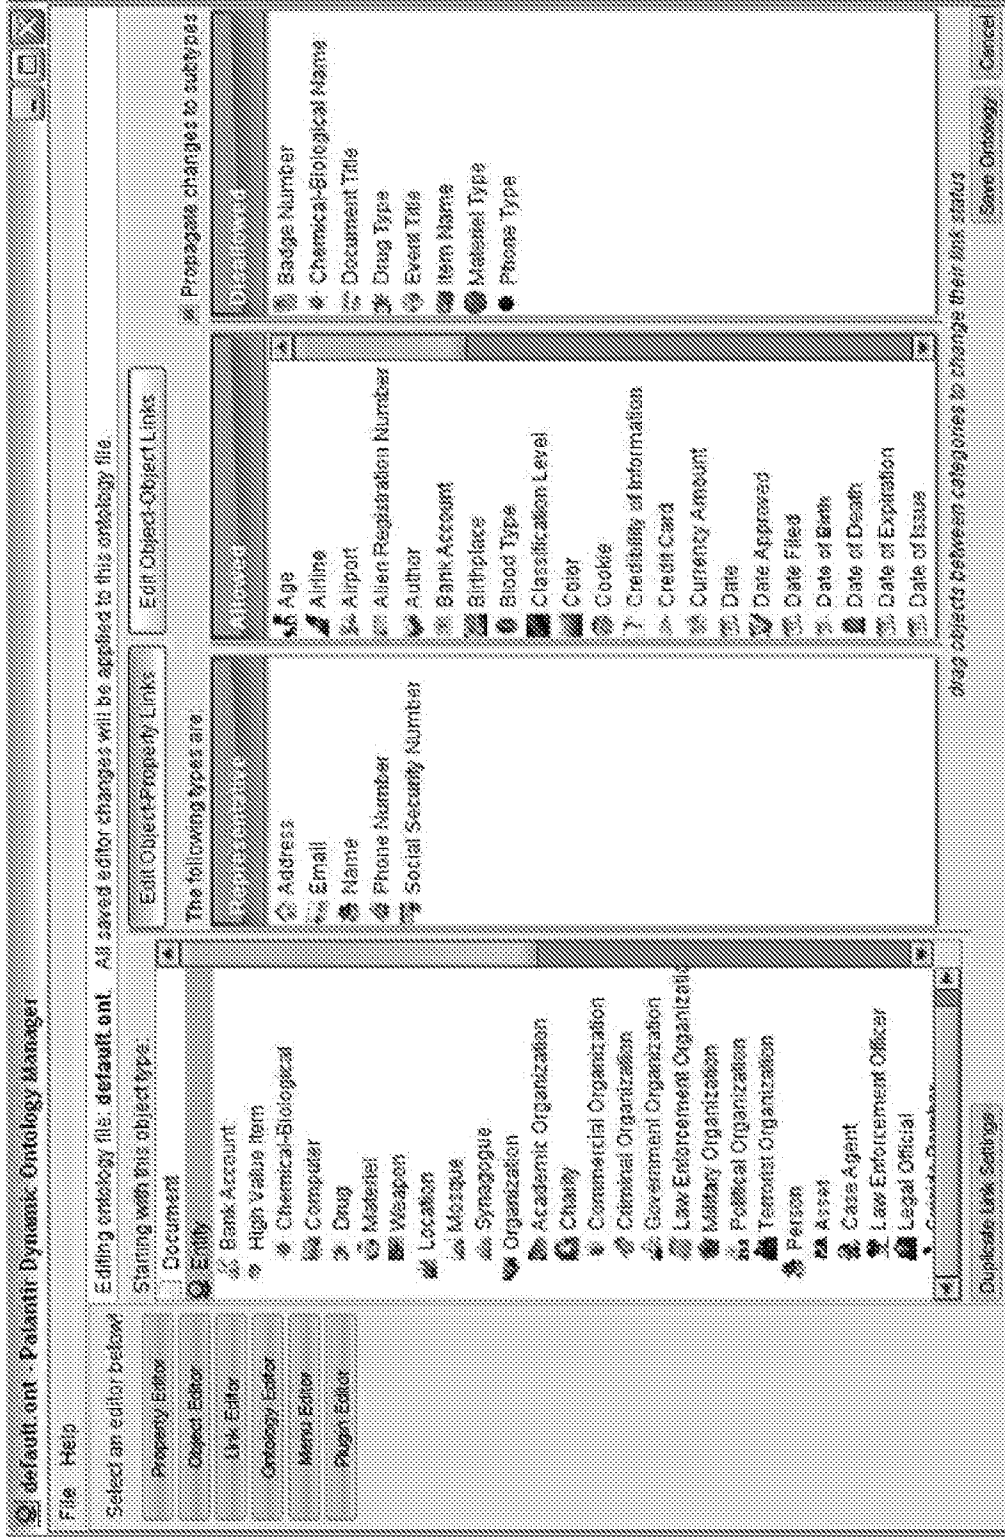 default.ont - Palantir Dynamic Ontology Manager
File Help
Select an editor below:
Property Editor
Object Editor
Link Editor
Ontology Editor
Menu Editor
Plugin Editor
Editing ontology file: default.ont. All saved editor changes will be applied to this ontology file.
Edit Object-Property Links
Edit Object-Object Links
Starting with this object type:
Document
Entity
Bank Account
High Value Item
Chemical-Biological
Computer
Drug
Materiel
Weapon
Location
Mosque
Synagogue
Organization
Academic Organization
Charity
Commercial Organization
Criminal Organization
Government Organization
Law Enforcement Organizatio
Military Organization
Political Organization
Terrorist Organization
Person
Asset
Case Agent
Law Enforcement Officer
Legal Official
Duplicate Link Settings
The following types are:
Address
Email
Name
Phone Number
Social Security Number
Allowed
Age
Airline
Airport
Alien Registration Number
Author
Bank Account
Birthplace
Blood Type
Classification Level
Color
Cookie
Credibility of Information
Credit Card
Currency Amount
Date
Date Approved
Date Filed
Date of Birth
Date of Death
Date of Expiration
Date of Issue
Propagate changes to subtypes
Disallowed
Badge Number
Chemical-Biological Name
Document Title
Drug Type
Event Title
Item Name
Materiel Type
Phone Type
drag objects between categories to change their link status
Save Ontology
Cancel